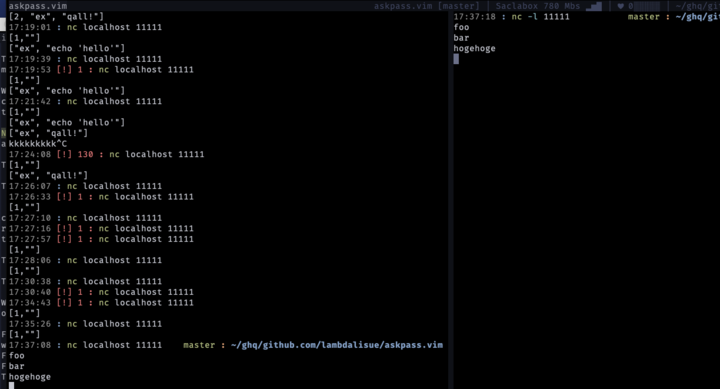 askpass.vim
askpass.vim [master] | Saclabox 780 Mbs | ♥ 0 | ~/ghq/git
[2, "ex", "qall!"]
17:19:01 : nc localhost 11111
[1,""]
["ex", "echo 'hello'"]
17:19:39 : nc localhost 11111
17:19:53 [!] 1 : nc localhost 11111
[1,""]
["ex", "echo 'hello'"]
17:21:42 : nc localhost 11111
[1,""]
["ex", "echo 'hello'"]
["ex", "qall!"]
kkkkkkkkk^C
17:24:08 [!] 130 : nc localhost 11111
[1,""]
["ex", "qall!"]
17:26:07 : nc localhost 11111
17:26:33 [!] 1 : nc localhost 11111
[1,""]
17:27:10 : nc localhost 11111
17:27:16 [!] 1 : nc localhost 11111
17:27:57 [!] 1 : nc localhost 11111
[1,""]
17:28:06 : nc localhost 11111
[1,""]
17:30:38 : nc localhost 11111
17:30:40 [!] 1 : nc localhost 11111
17:34:43 [!] 1 : nc localhost 11111
[1,""]
17:35:26 : nc localhost 11111
[1,""]
17:37:08 : nc localhost 11111 master : ~/ghq/github.com/lambdalisue/askpass.vim
foo
bar
hogehoge
17:37:18 : nc -l 11111 master : ~/ghq/gi
foo
bar
hogehoge